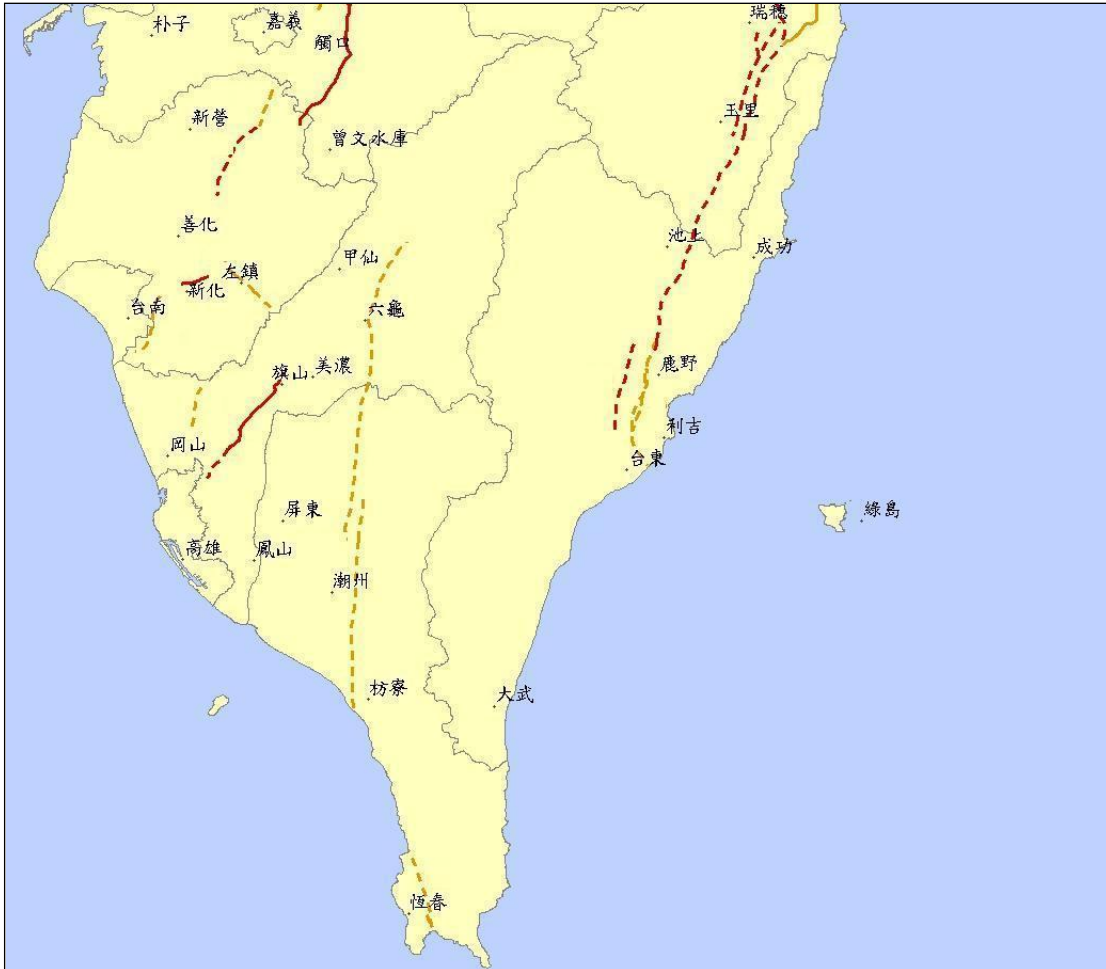 瑞穗
朴子
嘉義
觸口
玉里
新營
曾文水庫
善化
池上
成功
甲仙
左鎮
新化
台南
六龜
旗山
美濃
鹿野
利吉
岡山
台東
屏東
綠島
高雄
鳳山
潮州
枋寮
大武
恆春